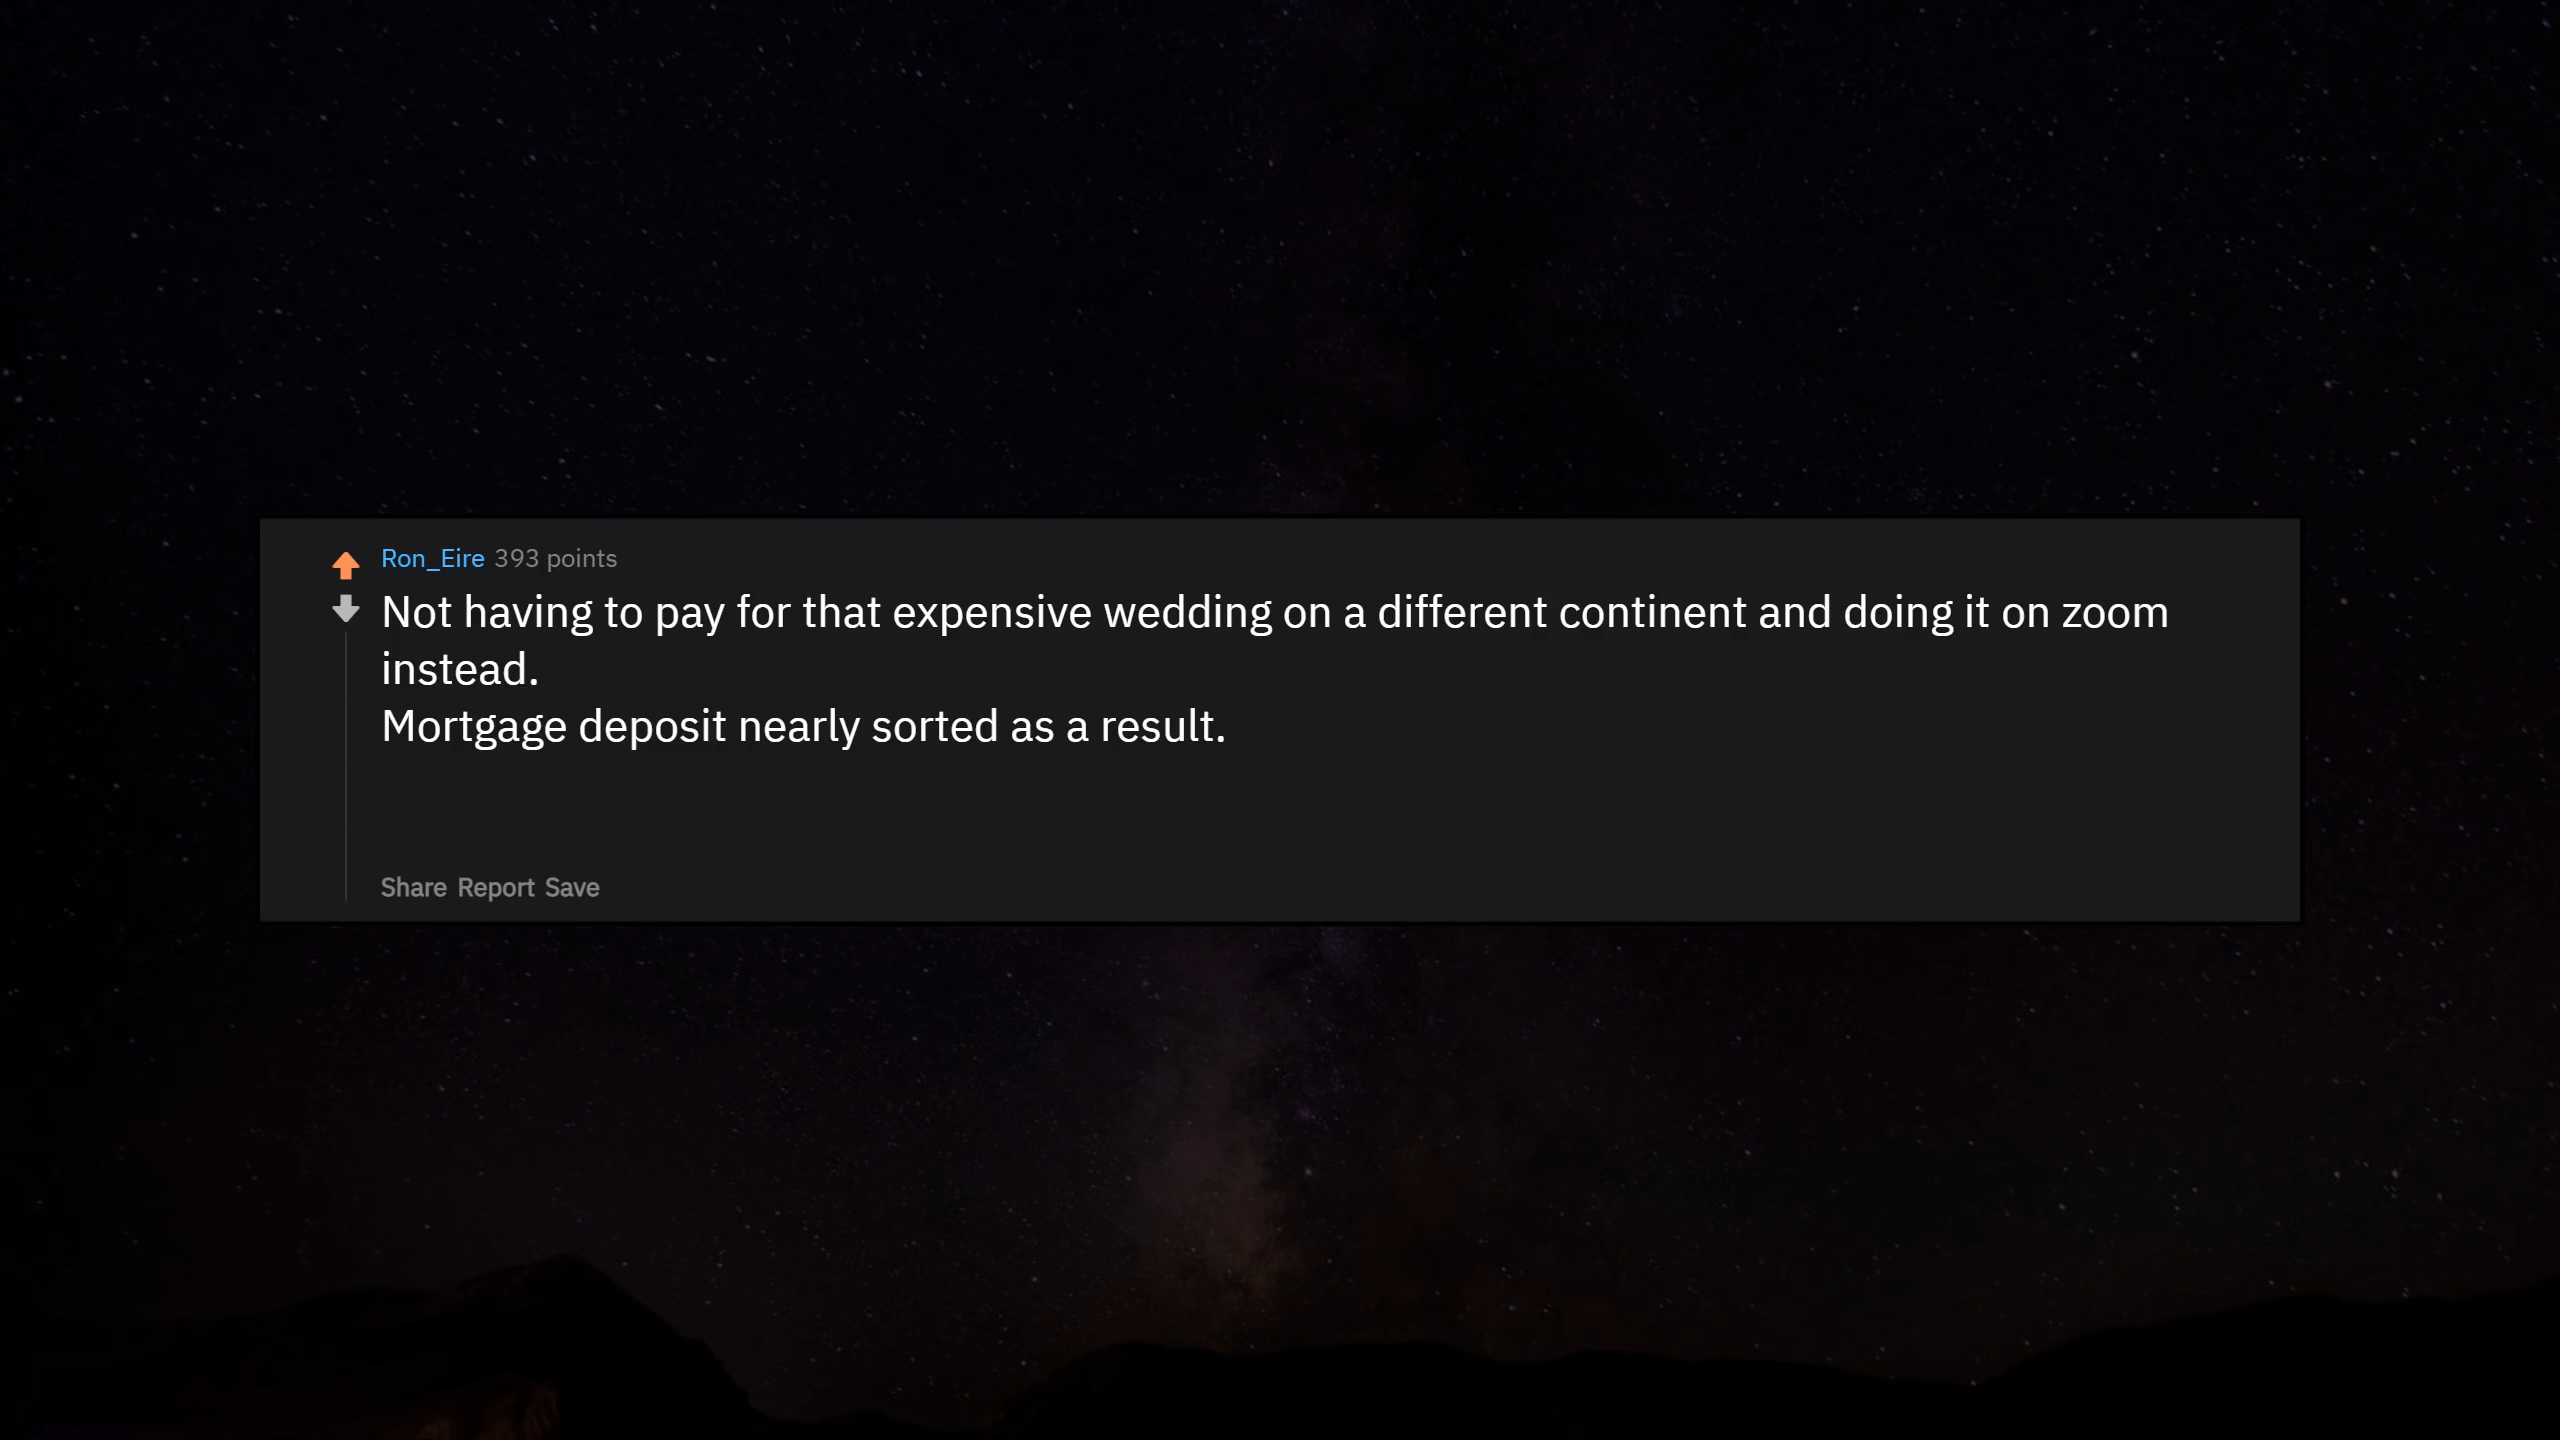 Ron_Eire 393 points
Not having to pay for that expensive wedding on a different continent and doing it on zoom
instead.
Mortgage deposit nearly sorted as a result.
Share Report Save